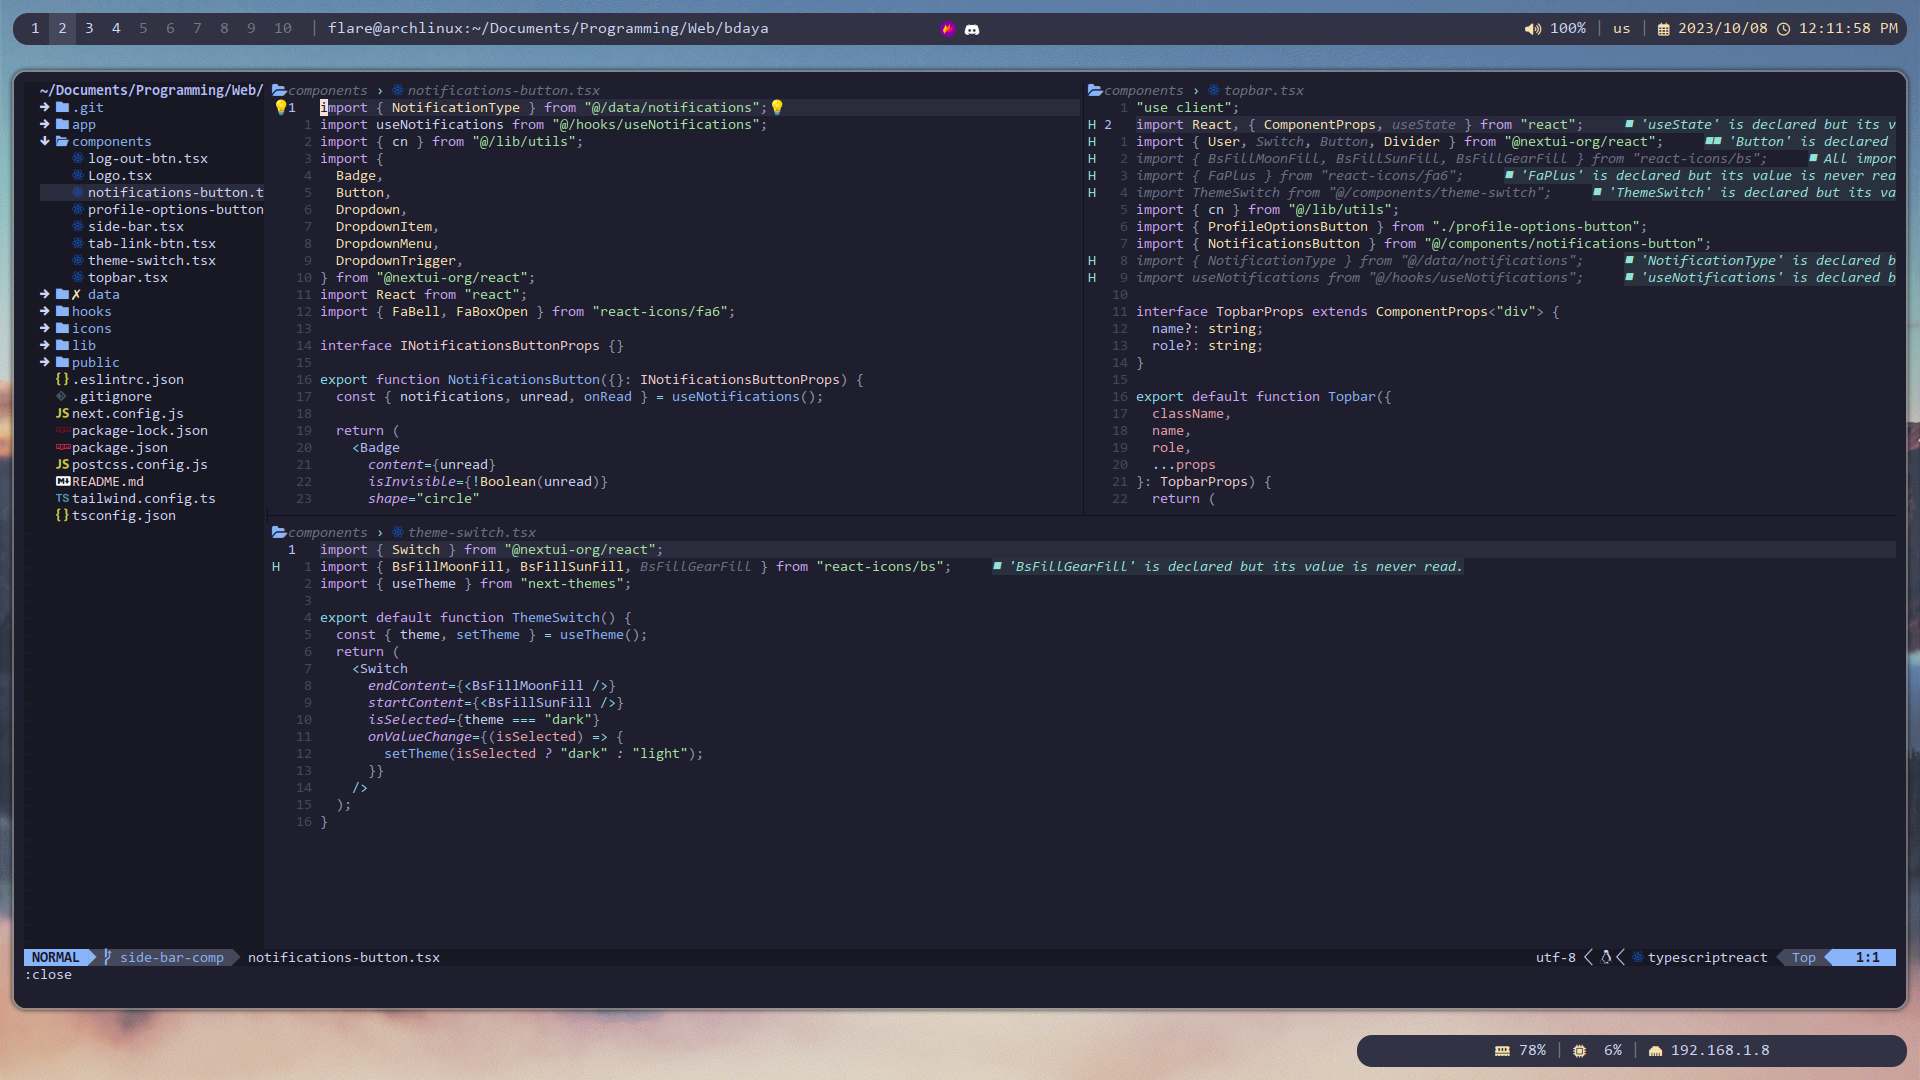 1 2 3 4 5 6 7 8 9 10 | flare@archlinux:~/Documents/Programming/Web/bdaya
100% | us | 2023/10/08 12:11:58 PM
~/Documents/Programming/Web/
.git
app
components
log-out-btn.tsx
Logo.tsx
notifications-button.t
profile-options-button
side-bar.tsx
tab-link-btn.tsx
theme-switch.tsx
topbar.tsx
✗ data
hooks
icons
lib
public
{} .eslintrc.json
.gitignore
JS next.config.js
package-lock.json
package.json
JS postcss.config.js
README.md
TS tailwind.config.ts
{} tsconfig.json
components › notifications-button.tsx
1 import { NotificationType } from "@/data/notifications";
1 import useNotifications from "@/hooks/useNotifications";
2 import { cn } from "@/lib/utils";
3 import {
4 Badge,
5 Button,
6 Dropdown,
7 DropdownItem,
8 DropdownMenu,
9 DropdownTrigger,
10 } from "@nextui-org/react";
11 import React from "react";
12 import { FaBell, FaBoxOpen } from "react-icons/fa6";
13
14 interface INotificationsButtonProps {}
15
16 export function NotificationsButton({}: INotificationsButtonProps) {
17 const { notifications, unread, onRead } = useNotifications();
18
19 return (
20 <Badge
21 content={unread}
22 isInvisible={!Boolean(unread)}
23 shape="circle"
components › topbar.tsx
1 "use client";
H 2 import React, { ComponentProps, useState } from "react"; ■ 'useState' is declared but its v
H 1 import { User, Switch, Button, Divider } from "@nextui-org/react"; ■■ 'Button' is declared
H 2 import { BsFillMoonFill, BsFillSunFill, BsFillGearFill } from "react-icons/bs"; ■ All impor
H 3 import { FaPlus } from "react-icons/fa6"; ■ 'FaPlus' is declared but its value is never rea
H 4 import ThemeSwitch from "@/components/theme-switch"; ■ 'ThemeSwitch' is declared but its va
5 import { cn } from "@/lib/utils";
6 import { ProfileOptionsButton } from "./profile-options-button";
7 import { NotificationsButton } from "@/components/notifications-button";
H 8 import { NotificationType } from "@/data/notifications"; ■ 'NotificationType' is declared b
H 9 import useNotifications from "@/hooks/useNotifications"; ■ 'useNotifications' is declared b
10
11 interface TopbarProps extends ComponentProps<"div"> {
12 name?: string;
13 role?: string;
14 }
15
16 export default function Topbar({
17 className,
18 name,
19 role,
20 ...props
21 }: TopbarProps) {
22 return (
components › theme-switch.tsx
1 import { Switch } from "@nextui-org/react";
H 1 import { BsFillMoonFill, BsFillSunFill, BsFillGearFill } from "react-icons/bs"; ■ 'BsFillGearFill' is declared but its value is never read.
2 import { useTheme } from "next-themes";
3
4 export default function ThemeSwitch() {
5 const { theme, setTheme } = useTheme();
6 return (
7 <Switch
8 endContent={<BsFillMoonFill />}
9 startContent={<BsFillSunFill />}
10 isSelected={theme === "dark"}
11 onValueChange={(isSelected) => {
12 setTheme(isSelected ? "dark" : "light");
13 }}
14 />
15 );
16 }
NORMAL side-bar-comp notifications-button.tsx utf-8 typescriptreact Top 1:1
:close
78% | 6% | 192.168.1.8